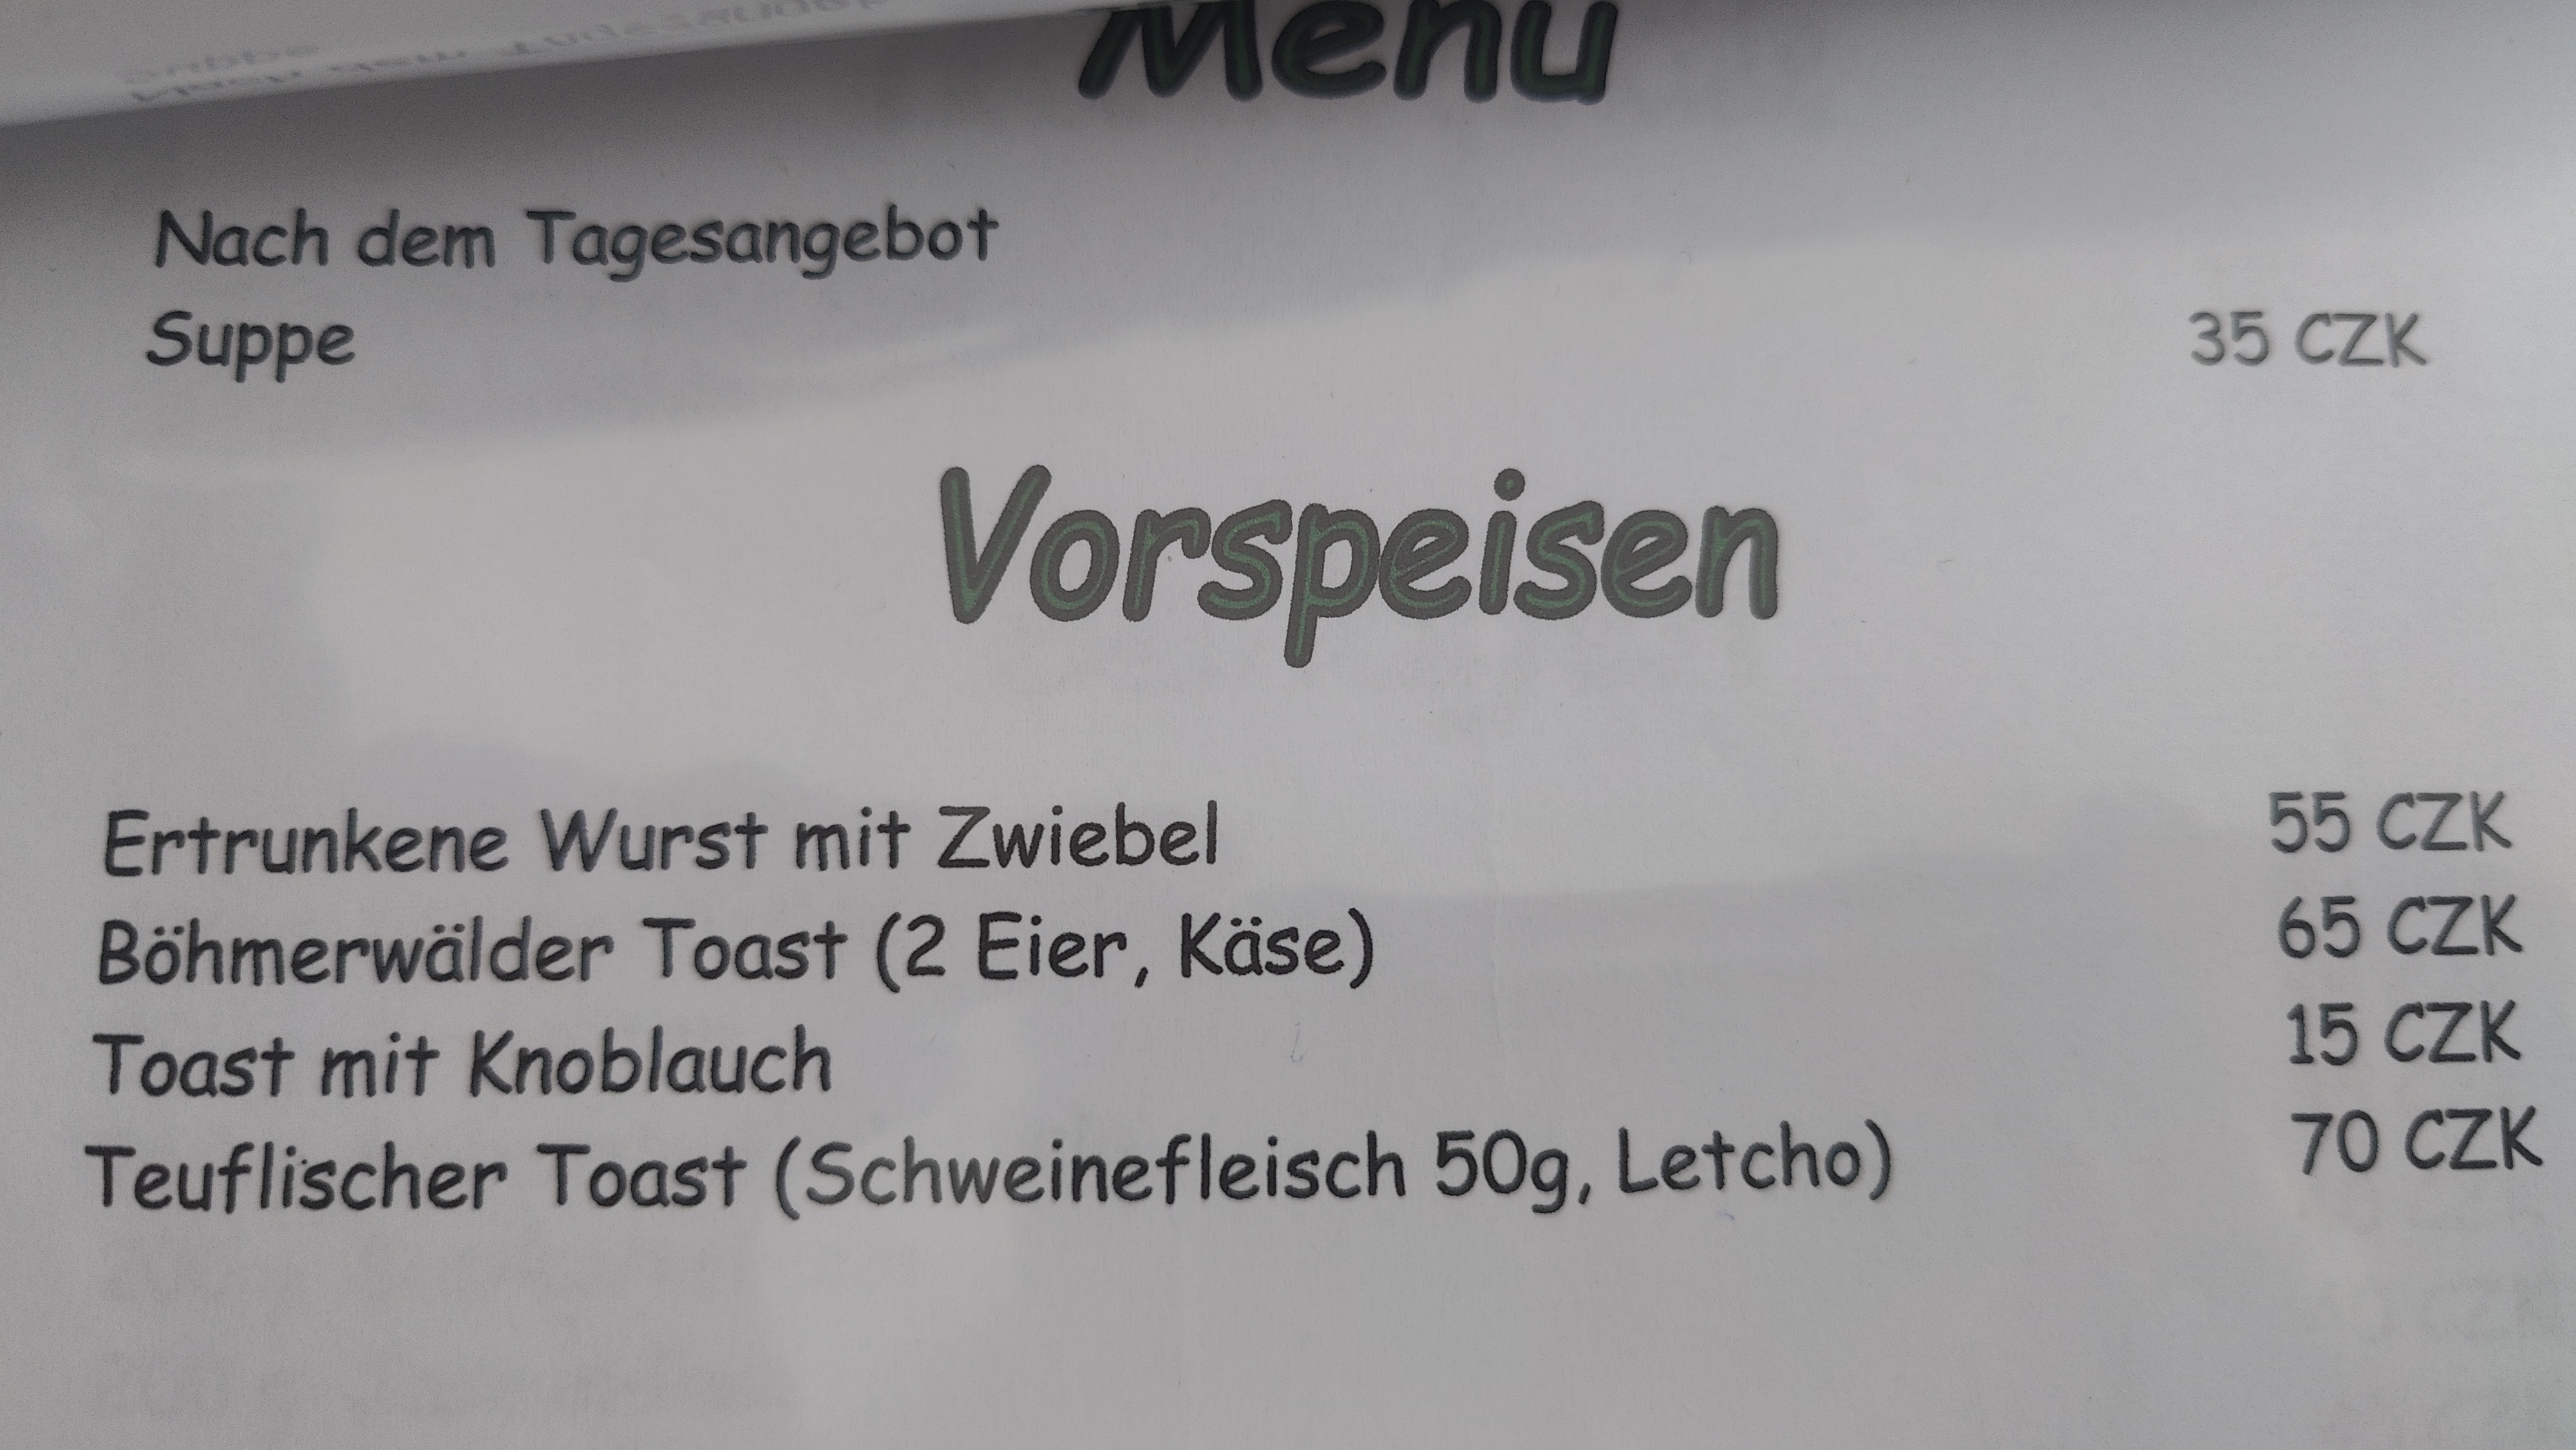 Menu
Nach dem Tagesangebot
Suppe 35 CZK
Vorspeisen
Ertrunkene Wurst mit Zwiebel 55 CZK
Böhmerwälder Toast (2 Eier, Käse) 65 CZK
Toast mit Knoblauch 15 CZK
Teuflischer Toast (Schweinefleisch 50g, Letcho) 70 CZK